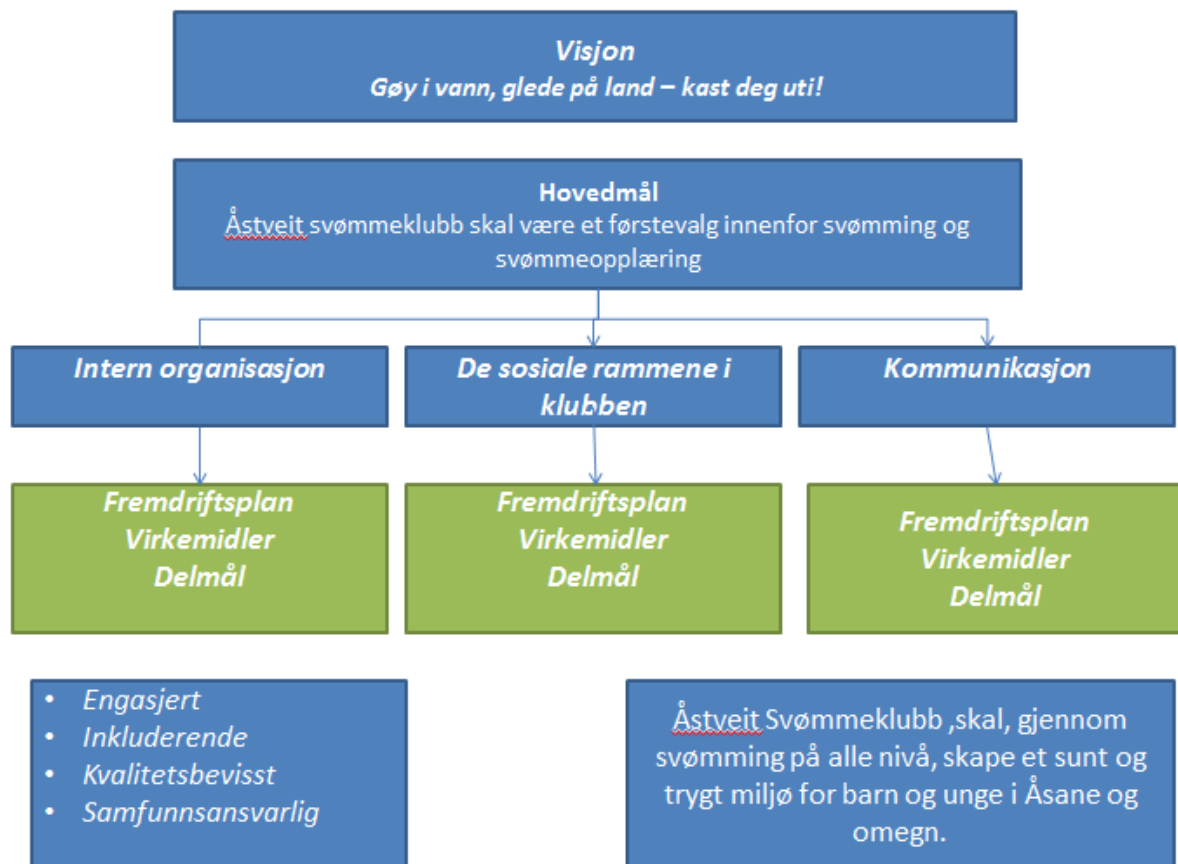 Visjon
Gøy i vann, glede på land – kast deg uti!
Hovedmål
Åstveit svømmeklubb skal være et førstevalg innenfor svømming og
svømmeopplæring
Intern organisasjon
De sosiale rammene i
klubben
Kommunikasjon
Fremdriftsplan
Virkemidler
Delmål
Fremdriftsplan
Virkemidler
Delmål
Fremdriftsplan
Virkemidler
Delmål
• Engasjert
• Inkluderende
• Kvalitetsbevisst
• Samfunnsansvarlig
Åstveit Svømmeklubb ,skal, gjennom
svømming på alle nivå, skape et sunt og
trygt miljø for barn og unge i Åsane og
omegn.